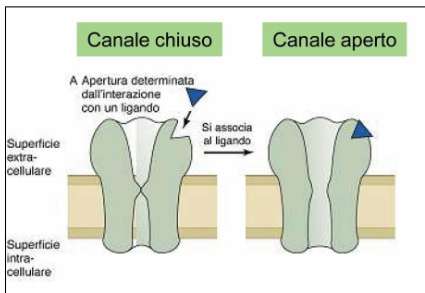 Canale chiuso
Canale aperto
A Apertura determinata
dall'interazione
con un ligando
Si associa
al ligando
Superficie
extra-
cellulare
Superficie
intra-
cellulare